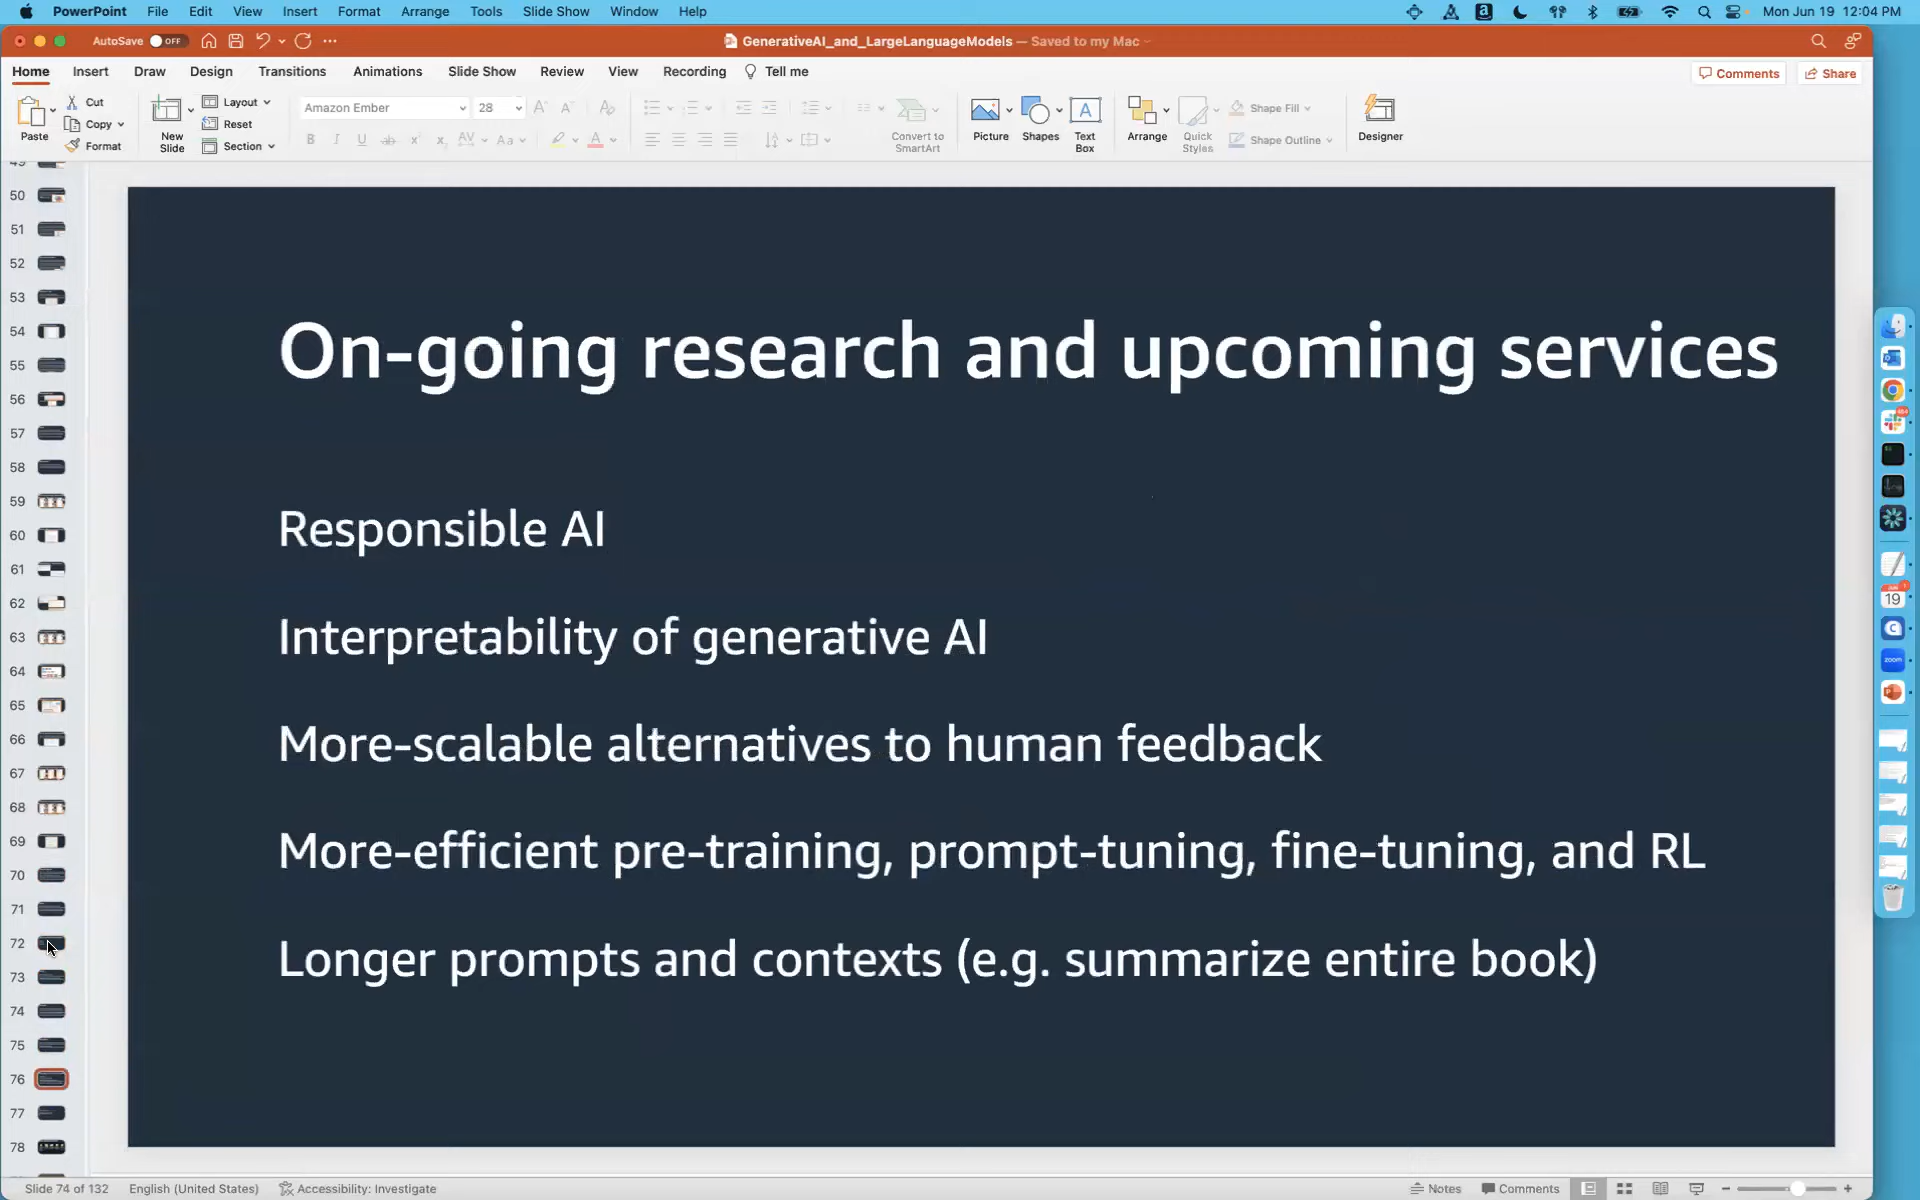 PowerPoint File Edit View Insert Format Arrange Tools Slide Show Window Help
Mon Jun 19 12:04 PM
AutoSave OFF
GenerativeAI_and_LargeLanguageModels — Saved to my Mac
Home Insert Draw Design Transitions Animations Slide Show Review View Recording Tell me
Comments Share
Paste
Cut
Copy
Format
New Slide
Layout
Reset
Section
Amazon Ember 28
Convert to SmartArt
Picture
Shapes
Text Box
Arrange
Quick Styles
Shape Fill
Shape Outline
Designer
49
50
51
52
53
54
55
56
57
58
59
60
61
62
63
64
65
66
67
68
69
70
71
72
73
74
75
76
77
78
On-going research and upcoming services
Responsible AI
Interpretability of generative AI
More-scalable alternatives to human feedback
More-efficient pre-training, prompt-tuning, fine-tuning, and RL
Longer prompts and contexts (e.g. summarize entire book)
19
zoom
Slide 74 of 132 English (United States) Accessibility: Investigate
Notes Comments